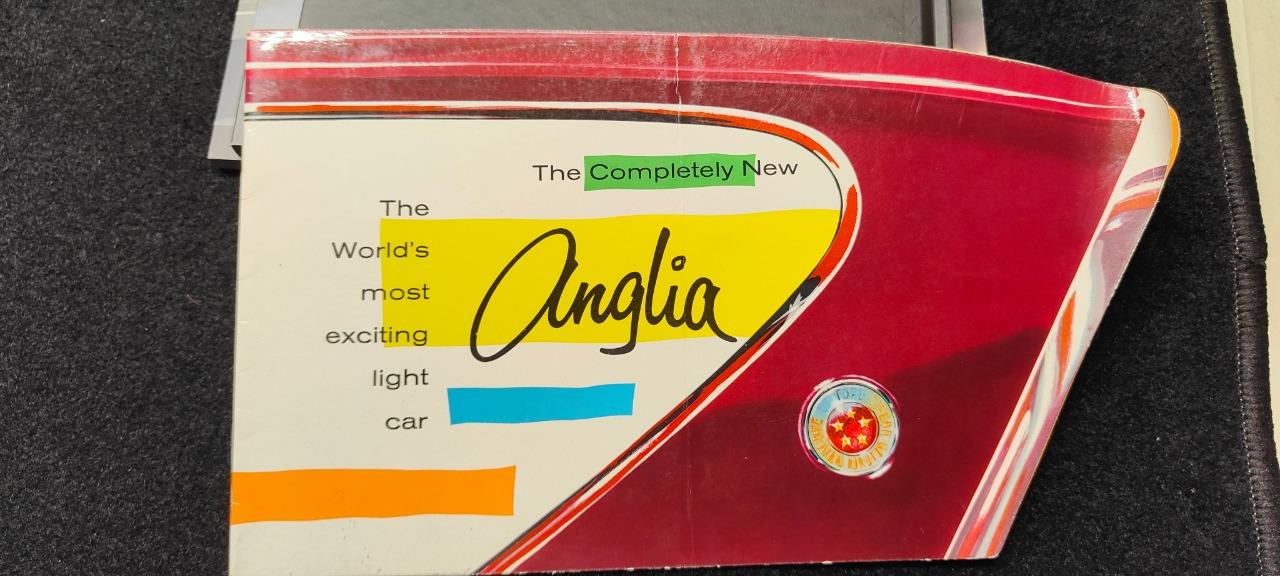 The Completely New
Anglia
The
World's
most
exciting
light
car